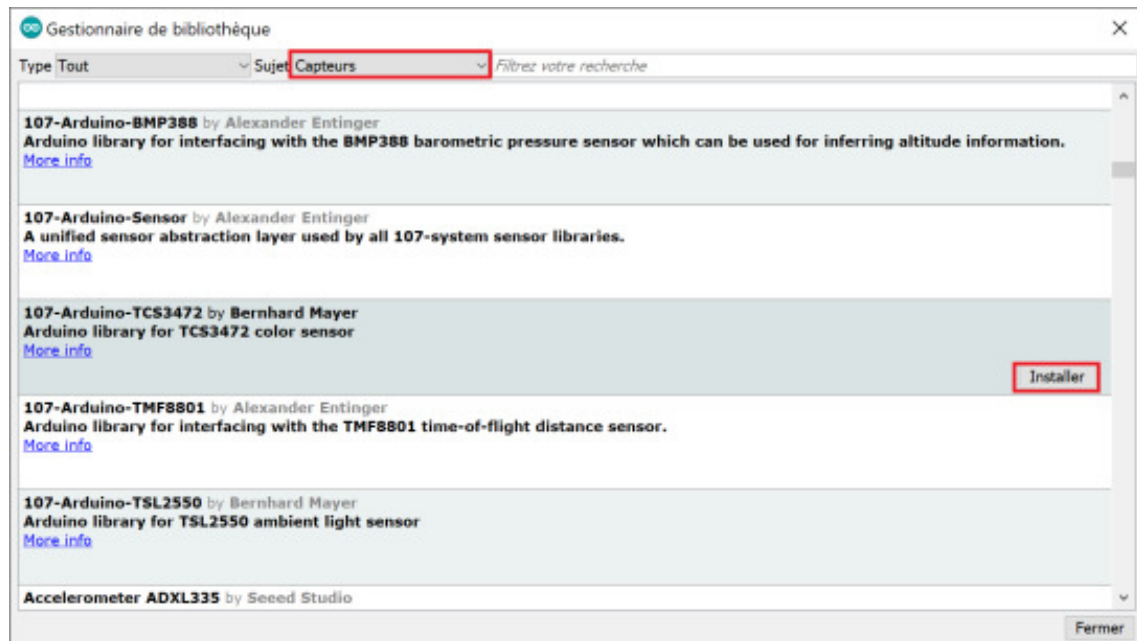 Gestionnaire de bibliothèque
Type Tout Sujet Capteurs Filtrez votre recherche
107-Arduino-BMP388 by Alexander Entinger
Arduino library for interfacing with the BMP388 barometric pressure sensor which can be used for inferring altitude information.
More info
107-Arduino-Sensor by Alexander Entinger
A unified sensor abstraction layer used by all 107-system sensor libraries.
More info
107-Arduino-TCS3472 by Bernhard Mayer
Arduino library for TCS3472 color sensor
More info
Installer
107-Arduino-TMF8801 by Alexander Entinger
Arduino library for interfacing with the TMF8801 time-of-flight distance sensor.
More info
107-Arduino-TSL2550 by Bernhard Mayer
Arduino library for TSL2550 ambient light sensor
More info
Accelerometer ADXL335 by Seeed Studio
Fermer